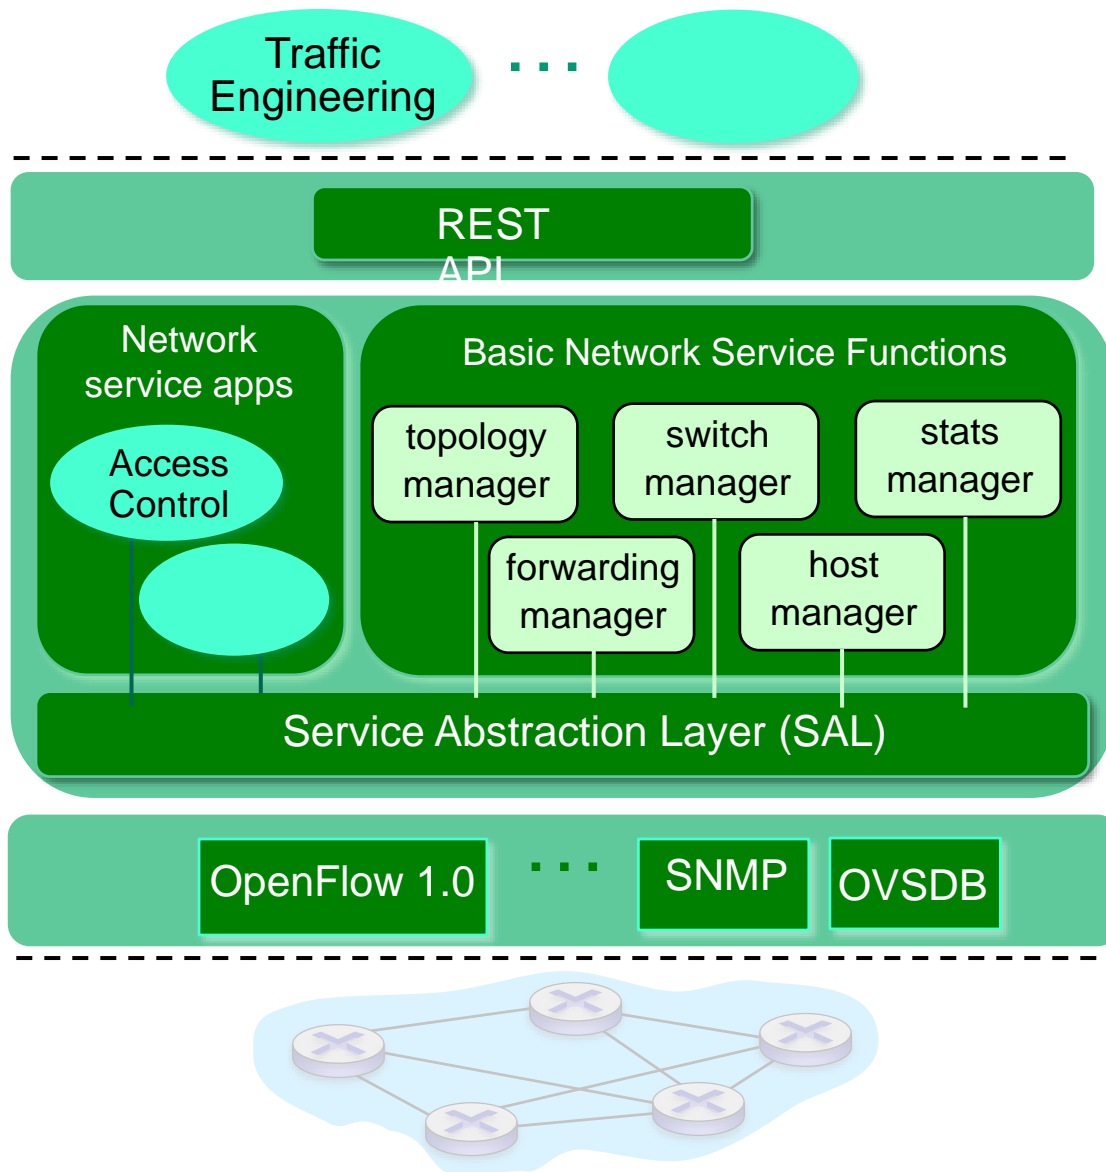 Traffic
Engineering
. . .
REST
API
Network
service apps
Basic Network Service Functions
topology
manager
switch
manager
stats
manager
Access
Control
forwarding
manager
host
manager
Service Abstraction Layer (SAL)
OpenFlow 1.0
. . .
SNMP
OVSDB